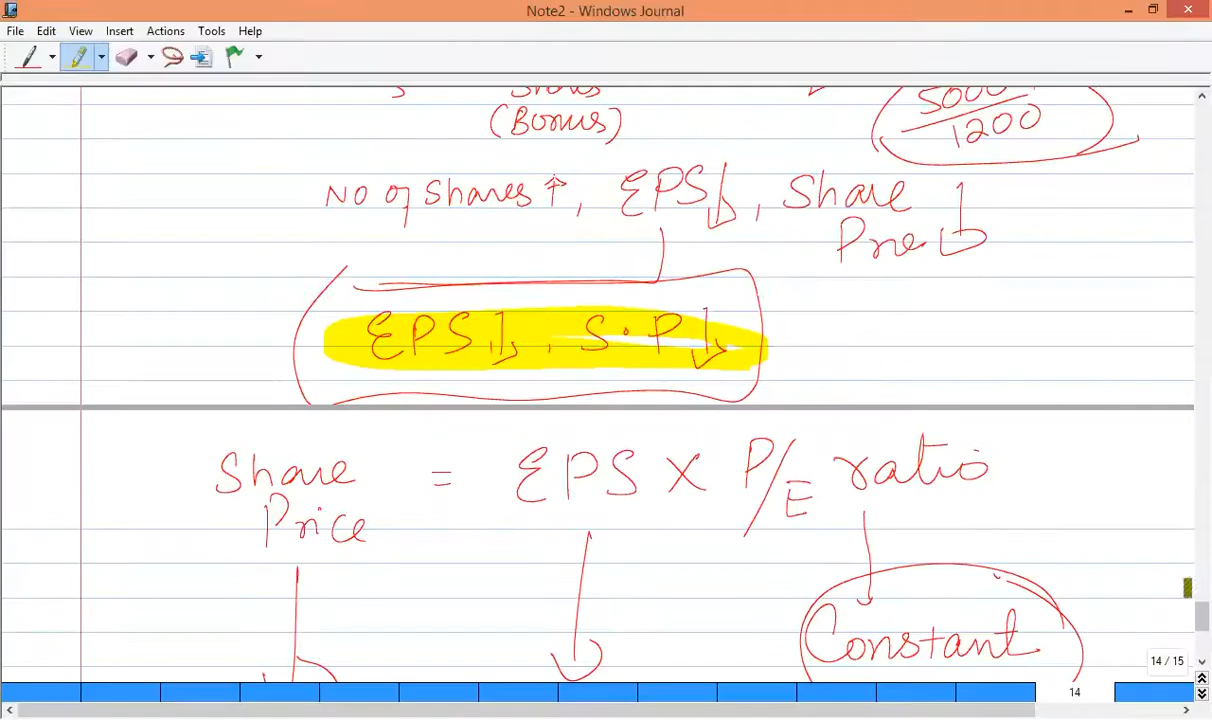 Note2 - Windows Journal
File Edit View Insert Actions Tools Help
Shares
(Bonus)
5000
1200
No of Shares ↑, EPS↓, Share
Price ↓
EPS↓, S.P↓
Share = EPS X P/E ratio
Price
Constant
14 / 15
14